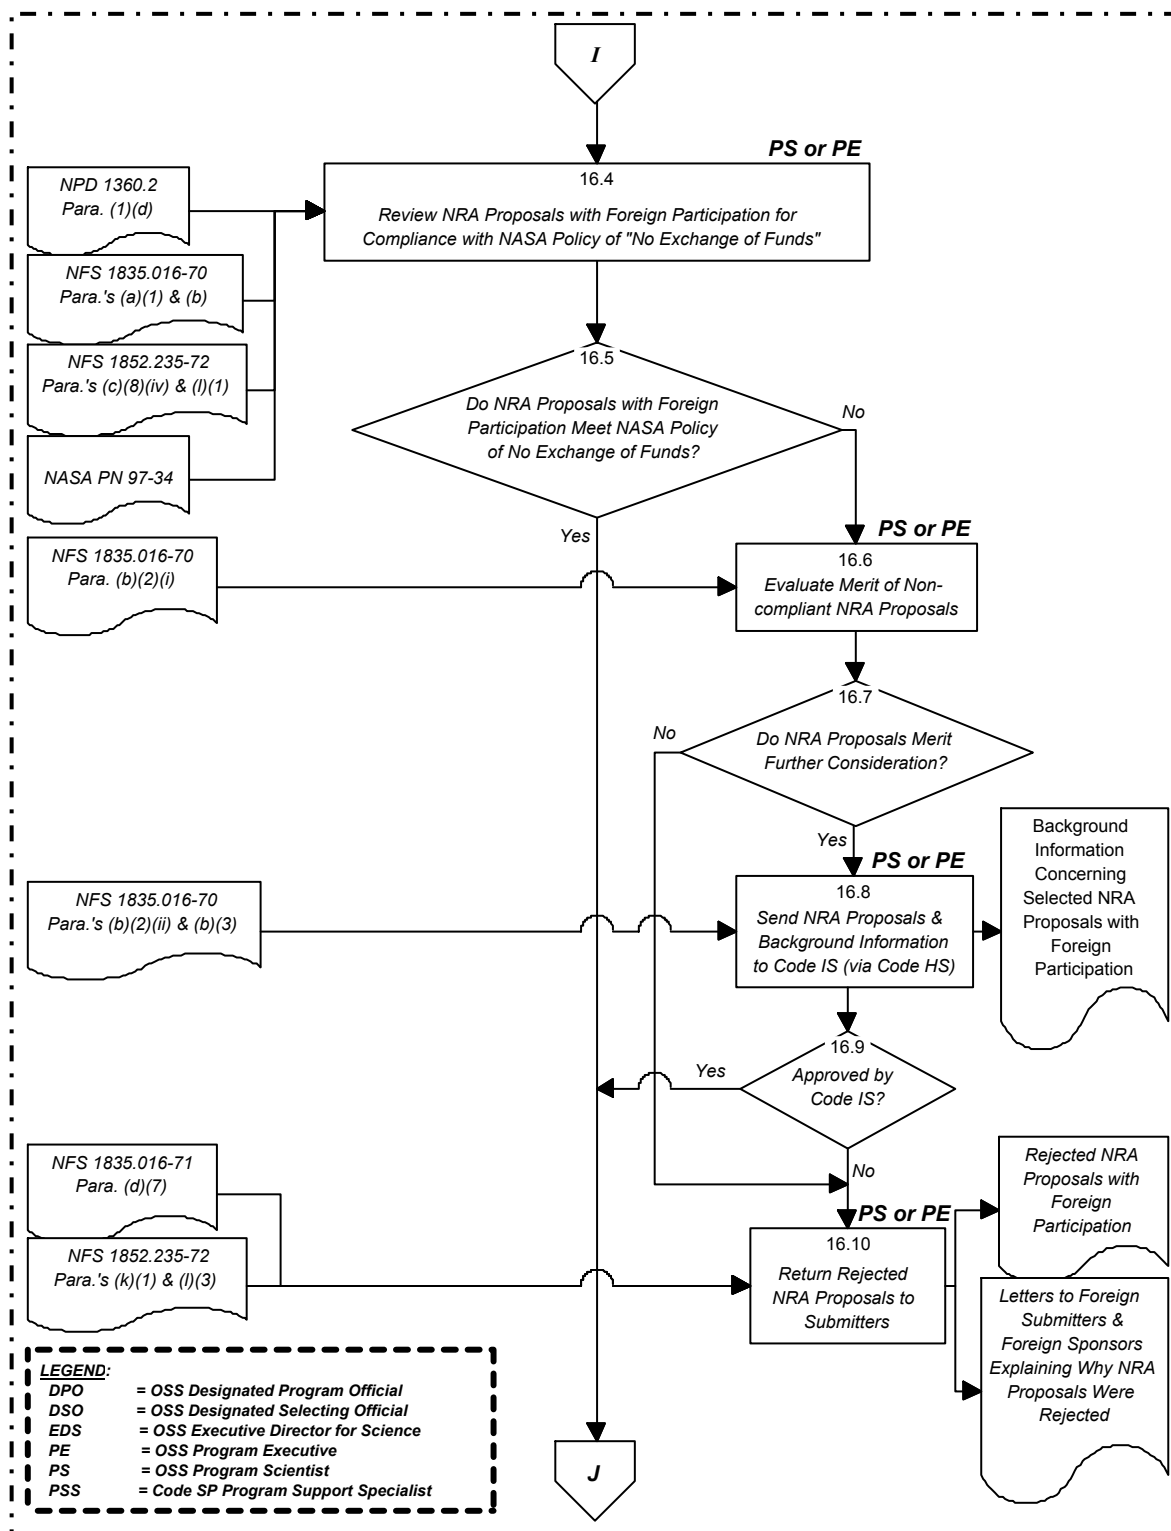 I
PS or PE
NPD 1360.2
Para. (1)(d)
16.4
Review NRA Proposals with Foreign Participation for
Compliance with NASA Policy of "No Exchange of Funds"
NFS 1835.016-70
Para.'s (a)(1) & (b)
NFS 1852.235-72
Para.'s (c)(8)(iv) & (l)(1)
NASA PN 97-34
16.5
Do NRA Proposals with Foreign
Participation Meet NASA Policy
of No Exchange of Funds?
No
Yes
PS or PE
NFS 1835.016-70
Para. (b)(2)(i)
16.6
Evaluate Merit of Non-
compliant NRA Proposals
16.7
Do NRA Proposals Merit
Further Consideration?
No
Yes
PS or PE
NFS 1835.016-70
Para.'s (b)(2)(ii) & (b)(3)
16.8
Send NRA Proposals &
Background Information
to Code IS (via Code HS)
Background
Information
Concerning
Selected NRA
Proposals with
Foreign
Participation
16.9
Approved by
Code IS?
Yes
No
NFS 1835.016-71
Para. (d)(7)
NFS 1852.235-72
Para.'s (k)(1) & (l)(3)
PS or PE
16.10
Return Rejected
NRA Proposals to
Submitters
Rejected NRA
Proposals with
Foreign
Participation
Letters to Foreign
Submitters &
Foreign Sponsors
Explaining Why NRA
Proposals Were
Rejected
LEGEND:
DPO = OSS Designated Program Official
DSO = OSS Designated Selecting Official
EDS = OSS Executive Director for Science
PE = OSS Program Executive
PS = OSS Program Scientist
PSS = Code SP Program Support Specialist
J